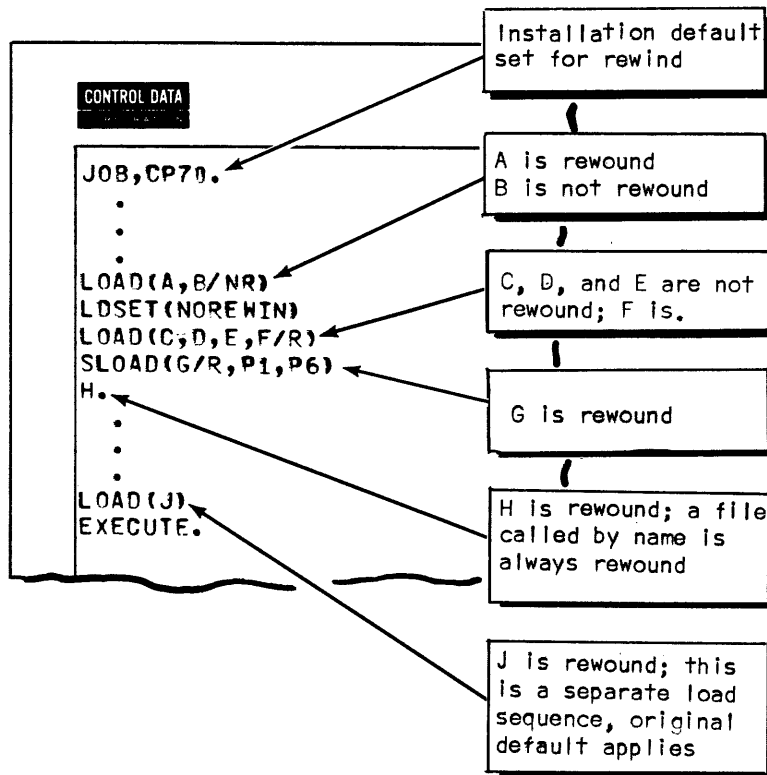 Installation default
set for rewind
CONTROL DATA
JOB,CP70.
A is rewound
B is not rewound
LOAD(A,B/NR)
LDSET(NOREWIN)
LOAD(C,D,E,F/R)
SLOAD(G/R,P1,P6)
H.
C, D, and E are not
rewound; F is.
G is rewound
LOAD(J)
EXECUTE.
H is rewound; a file
called by name is
always rewound
J is rewound; this
is a separate load
sequence, original
default applies